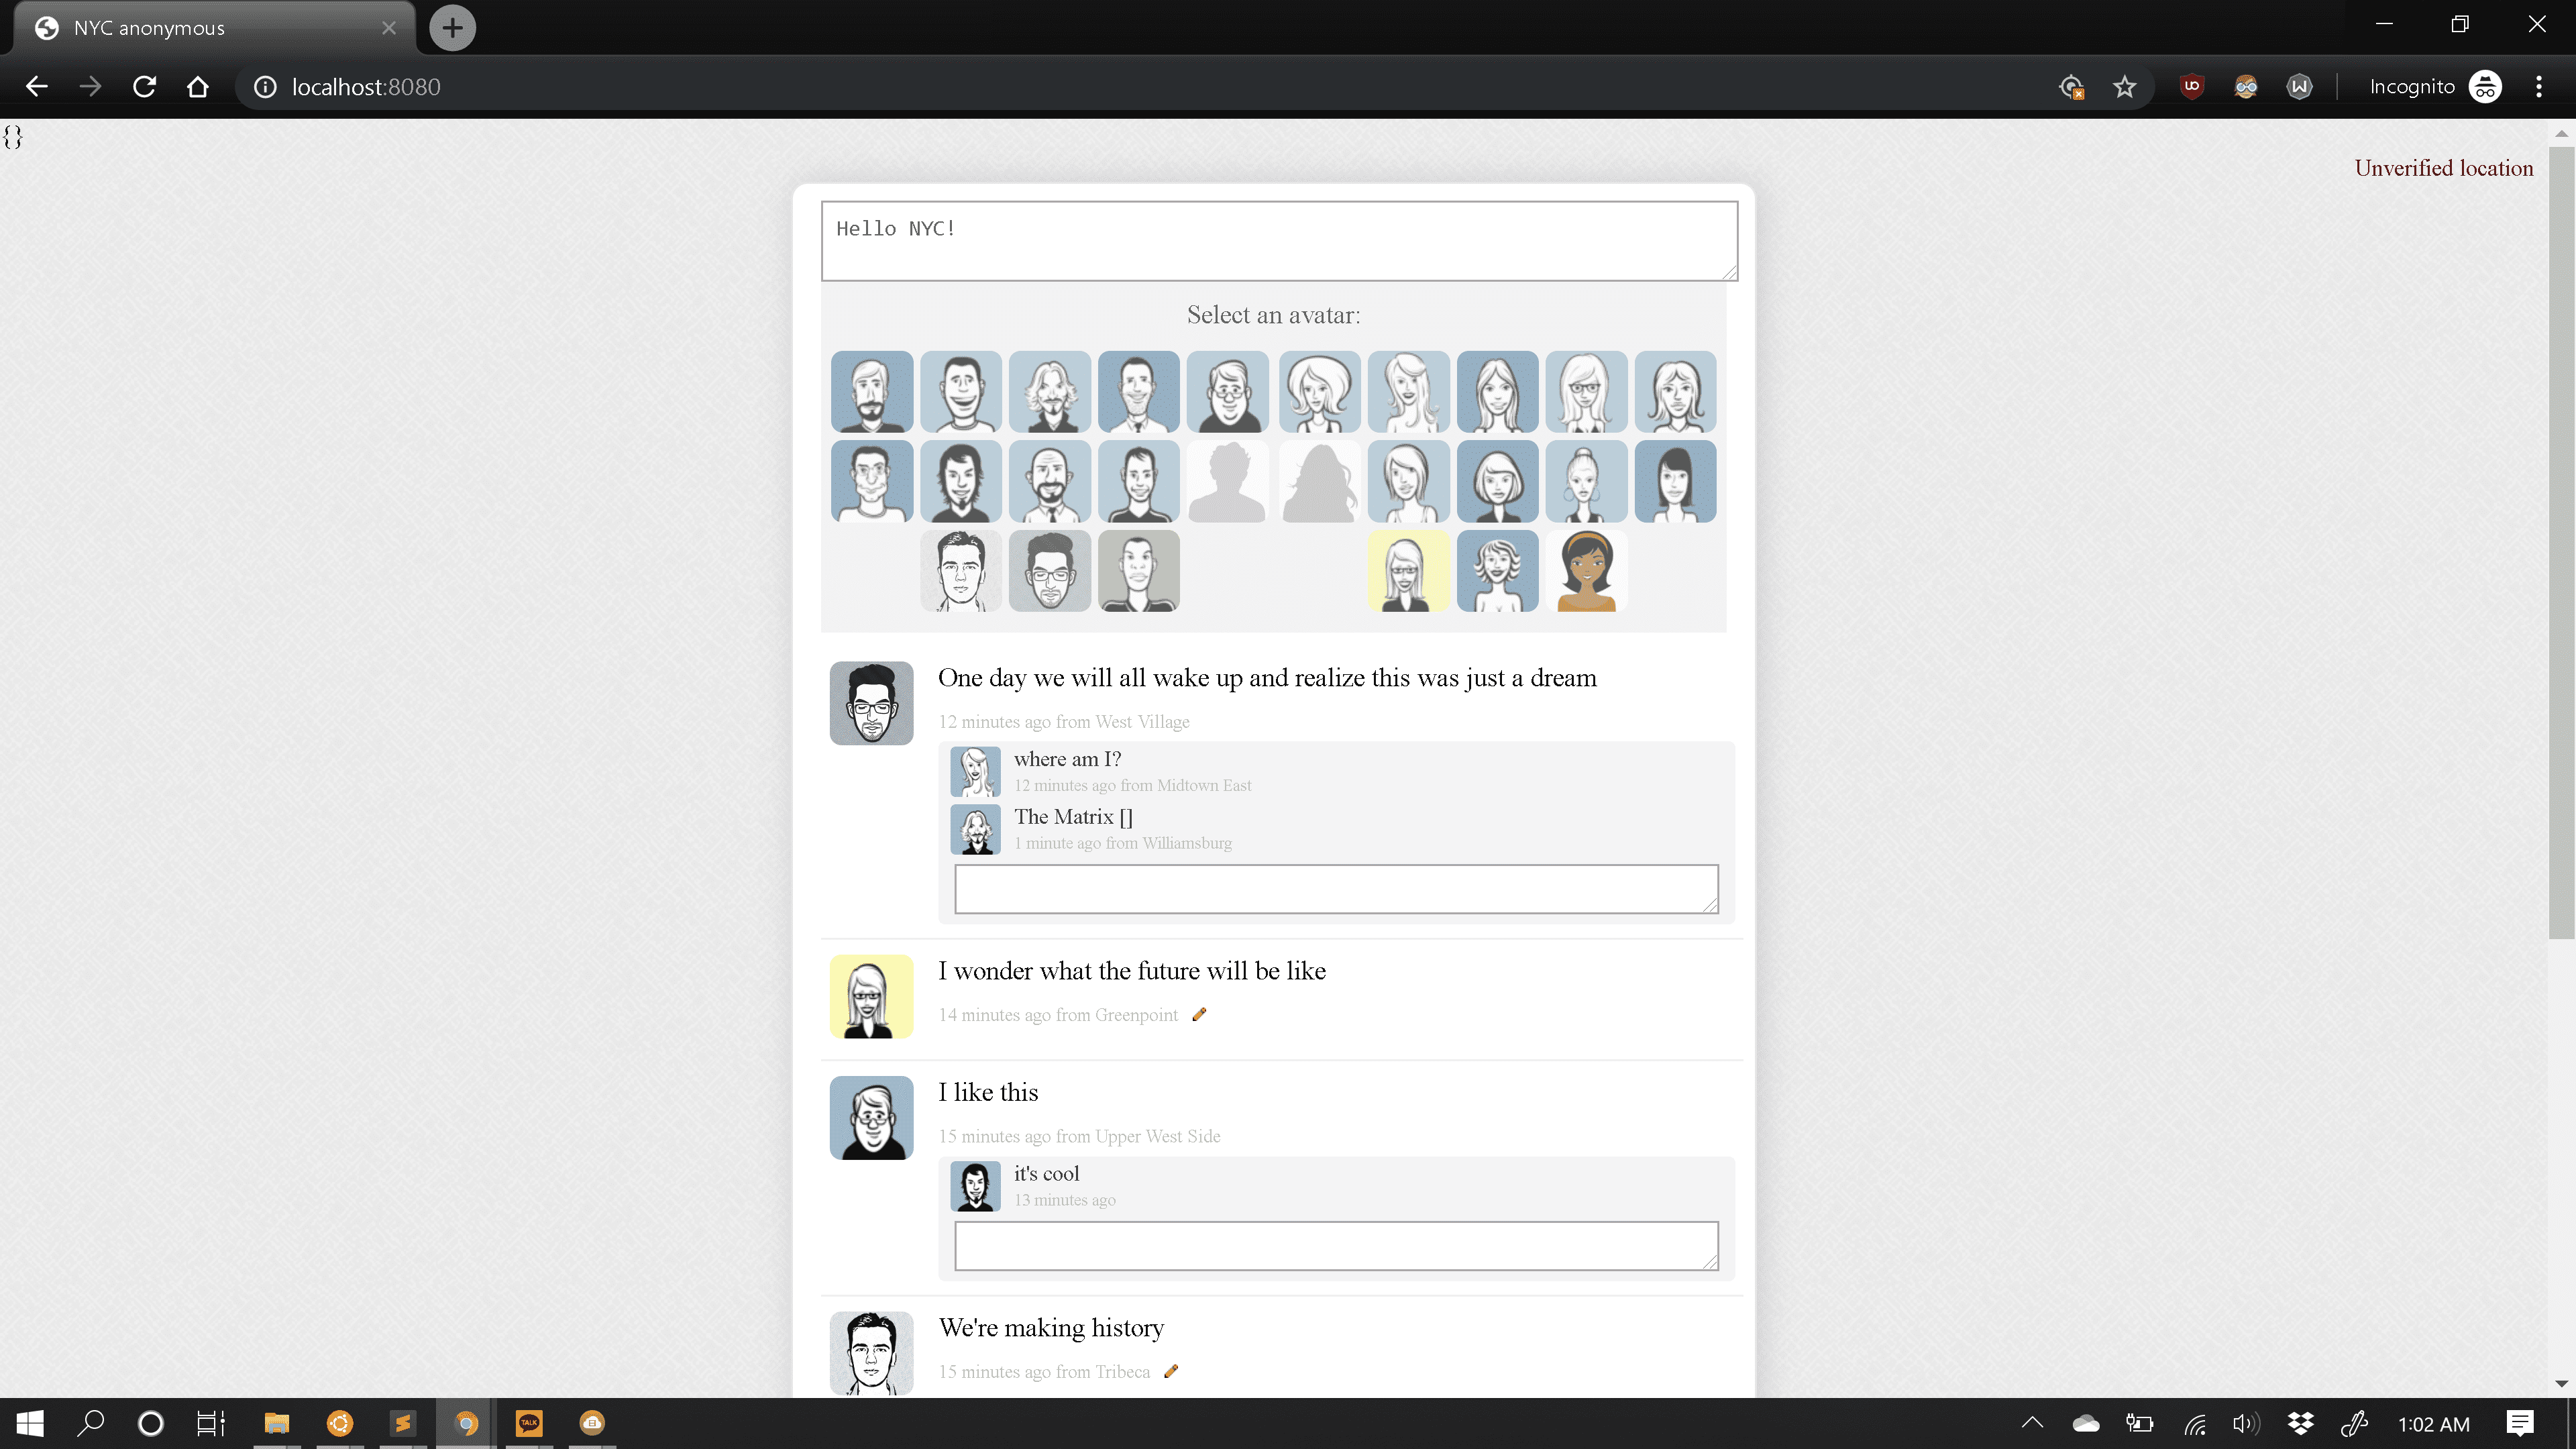 NYC anonymous
localhost:8080
Incognito
{}
Unverified location
Hello NYC!
Select an avatar:
One day we will all wake up and realize this was just a dream
12 minutes ago from West Village
where am I?
12 minutes ago from Midtown East
The Matrix []
1 minute ago from Williamsburg
I wonder what the future will be like
14 minutes ago from Greenpoint
I like this
15 minutes ago from Upper West Side
it's cool
13 minutes ago
We're making history
15 minutes ago from Tribeca
TALK
1:02 AM